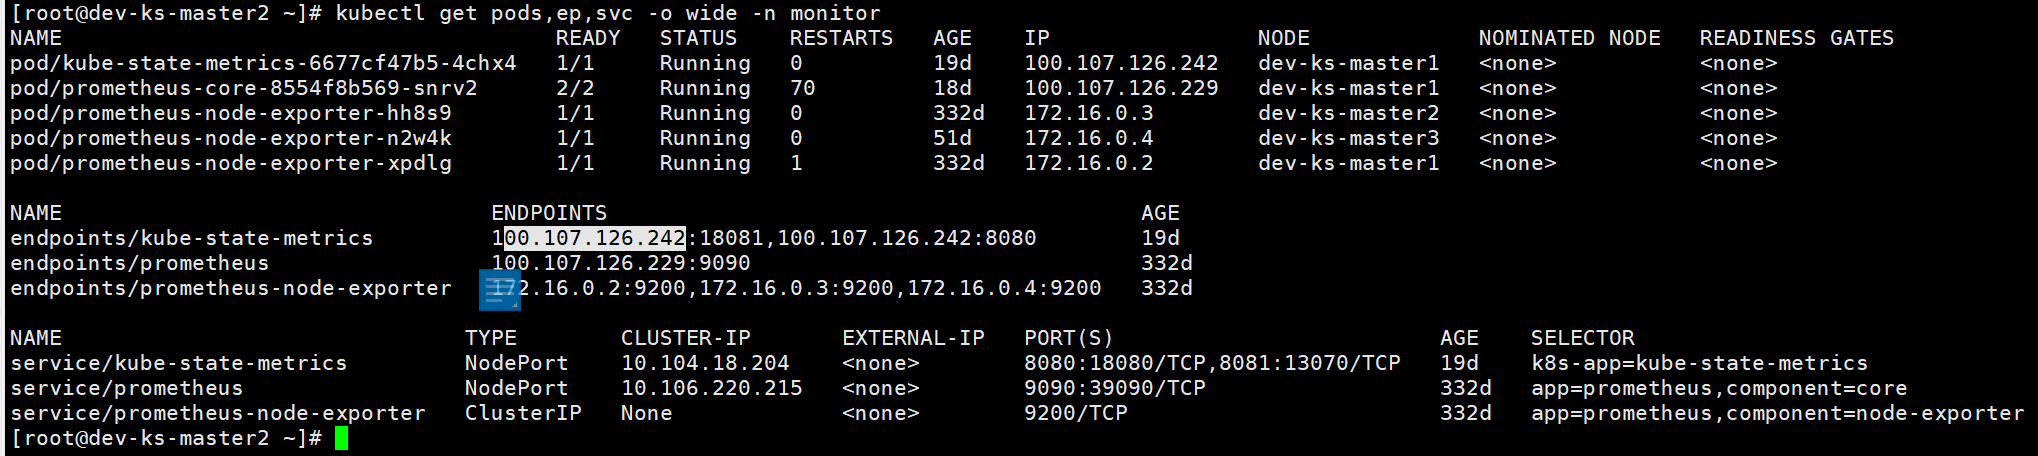 [root@dev-ks-master2 ~]# kubectl get pods,ep,svc -o wide -n monitor
NAME READY STATUS RESTARTS AGE IP NODE NOMINATED NODE READINESS GATES
pod/kube-state-metrics-6677cf47b5-4chx4 1/1 Running 0 19d 100.107.126.242 dev-ks-master1 <none> <none>
pod/prometheus-core-8554f8b569-snrv2 2/2 Running 70 18d 100.107.126.229 dev-ks-master1 <none> <none>
pod/prometheus-node-exporter-hh8s9 1/1 Running 0 332d 172.16.0.3 dev-ks-master2 <none> <none>
pod/prometheus-node-exporter-n2w4k 1/1 Running 0 51d 172.16.0.4 dev-ks-master3 <none> <none>
pod/prometheus-node-exporter-xpdlg 1/1 Running 1 332d 172.16.0.2 dev-ks-master1 <none> <none>
NAME ENDPOINTS AGE
endpoints/kube-state-metrics 100.107.126.242:18081,100.107.126.242:8080 19d
endpoints/prometheus 100.107.126.229:9090 332d
endpoints/prometheus-node-exporter 172.16.0.2:9200,172.16.0.3:9200,172.16.0.4:9200 332d
NAME TYPE CLUSTER-IP EXTERNAL-IP PORT(S) AGE SELECTOR
service/kube-state-metrics NodePort 10.104.18.204 <none> 8080:18080/TCP,8081:13070/TCP 19d k8s-app=kube-state-metrics
service/prometheus NodePort 10.106.220.215 <none> 9090:39090/TCP 332d app=prometheus,component=core
service/prometheus-node-exporter ClusterIP None <none> 9200/TCP 332d app=prometheus,component=node-exporter
[root@dev-ks-master2 ~]#